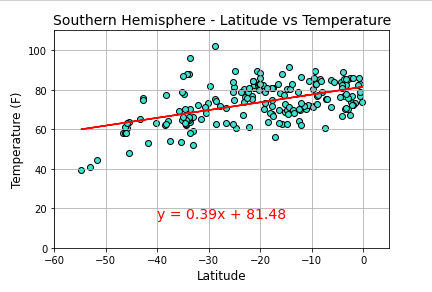 Southern Hemisphere - Latitude vs Temperature
Temperature (F)
100
80
60
40
20
0
y = 0.39x + 81.48
−60 −50 −40 −30 −20 −10 0
Latitude